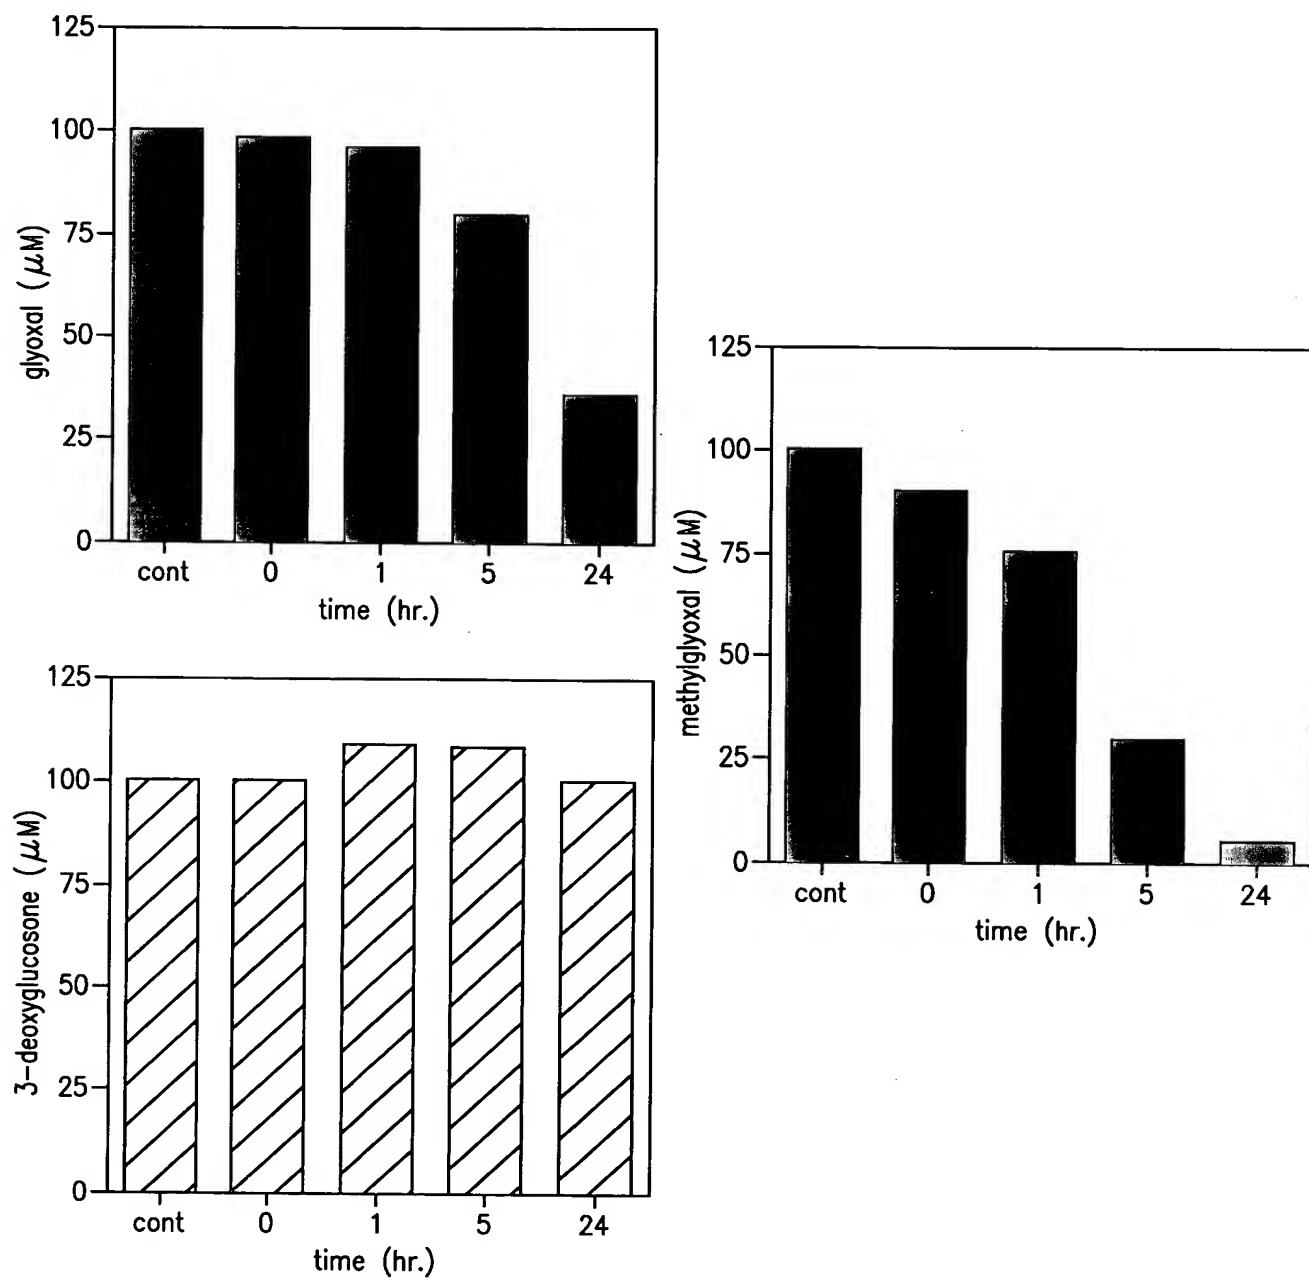 125
100
75
50
25
0
glyoxal (μM)
cont 0 1 5 24
time (hr.)
125
100
75
50
25
0
methylglyoxal (μM)
cont 0 1 5 24
time (hr.)
125
100
75
50
25
0
3-deoxyglucosone (μM)
cont 0 1 5 24
time (hr.)